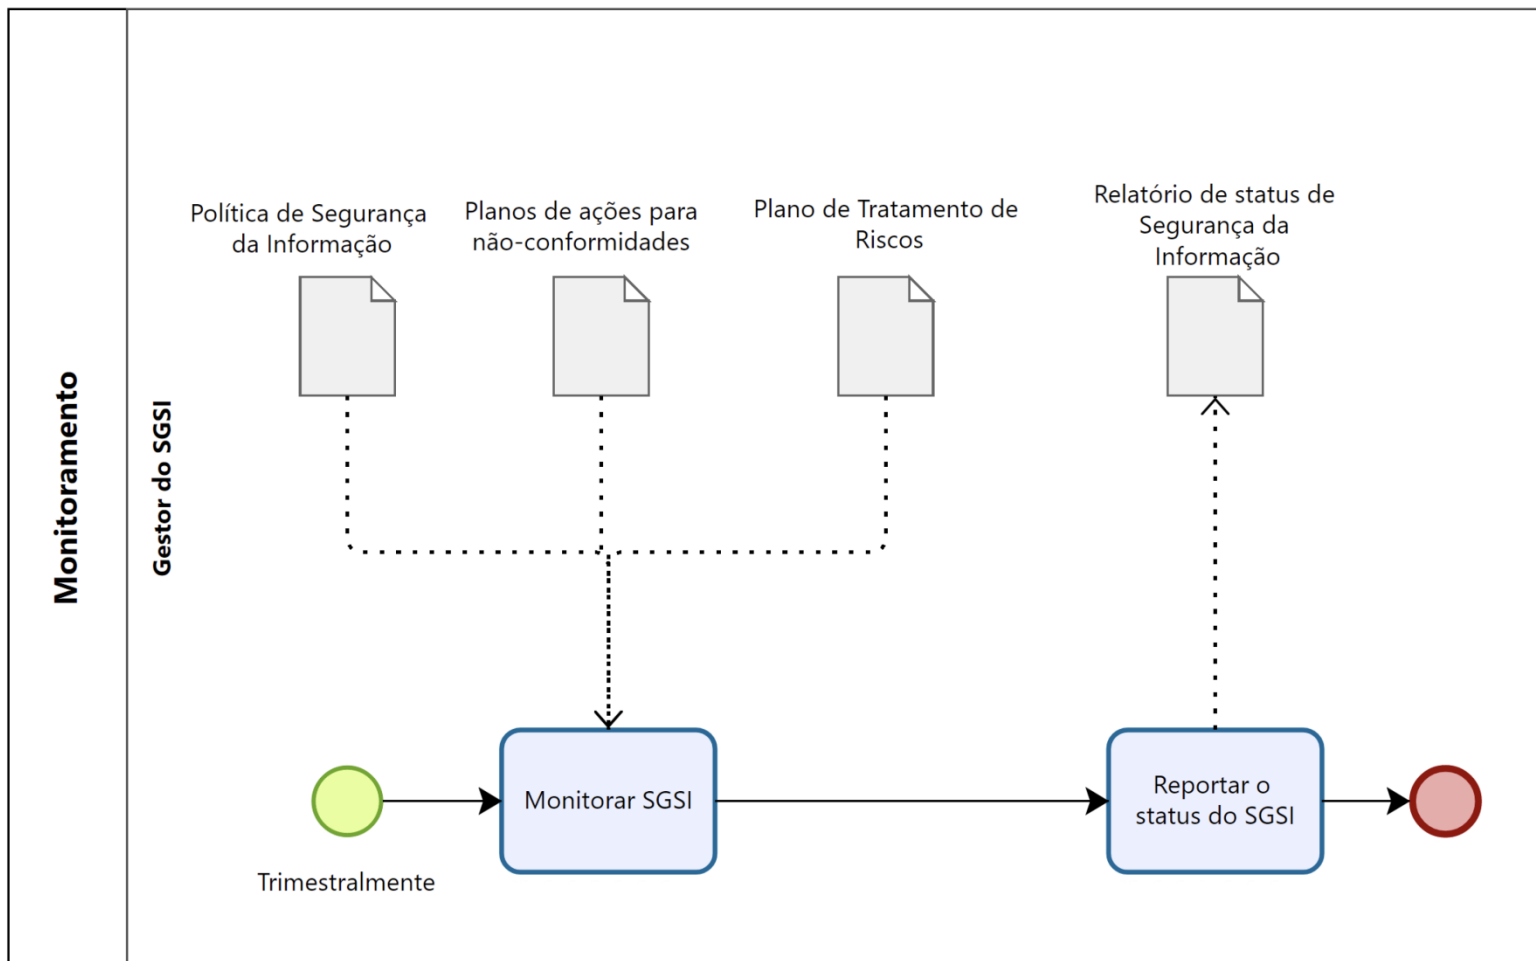 Monitoramento
Gestor do SGSI
Política de Segurança
da Informação
Planos de ações para
não-conformidades
Plano de Tratamento de
Riscos
Relatório de status de
Segurança da
Informação
Trimestralmente
Monitorar SGSI
Reportar o
status do SGSI